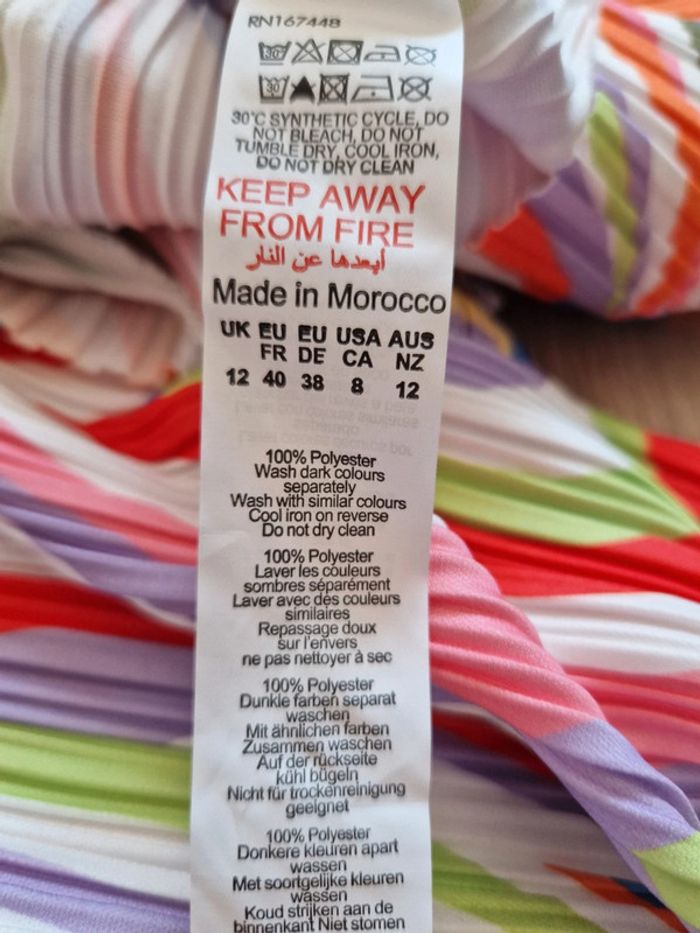 RN167448
30 30
30°C SYNTHETIC CYCLE, DO
NOT BLEACH, DO NOT
TUMBLE DRY, COOL IRON,
DO NOT DRY CLEAN
KEEP AWAY
FROM FIRE
أبعدها عن النار
Made in Morocco
UK EU EU USA AUS
FR DE CA NZ
12 40 38 8 12
100% Polyester
Wash dark colours
separately
Wash with similar colours
Cool iron on reverse
Do not dry clean
100% Polyester
Laver les couleurs
sombres séparément
Laver avec des couleurs
similaires
Repassage doux
sur l'envers
ne pas nettoyer à sec
100% Polyester
Dunkle farben separat
waschen
Mit ähnlichen farben
Zusammen waschen
Auf der rückseite
kühl bügeln
Nicht für trockenreinigung
geeignet
100% Polyester
Donkere kleuren apart
wassen
Met soortgelijke kleuren
wassen
Koud strijken aan de
binnenkant Niet stomen